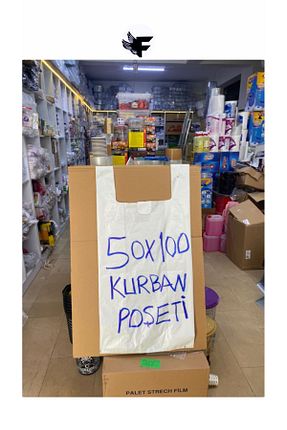 F
50x100
KURBAN
POŞETİ
PALET STRECH FILM